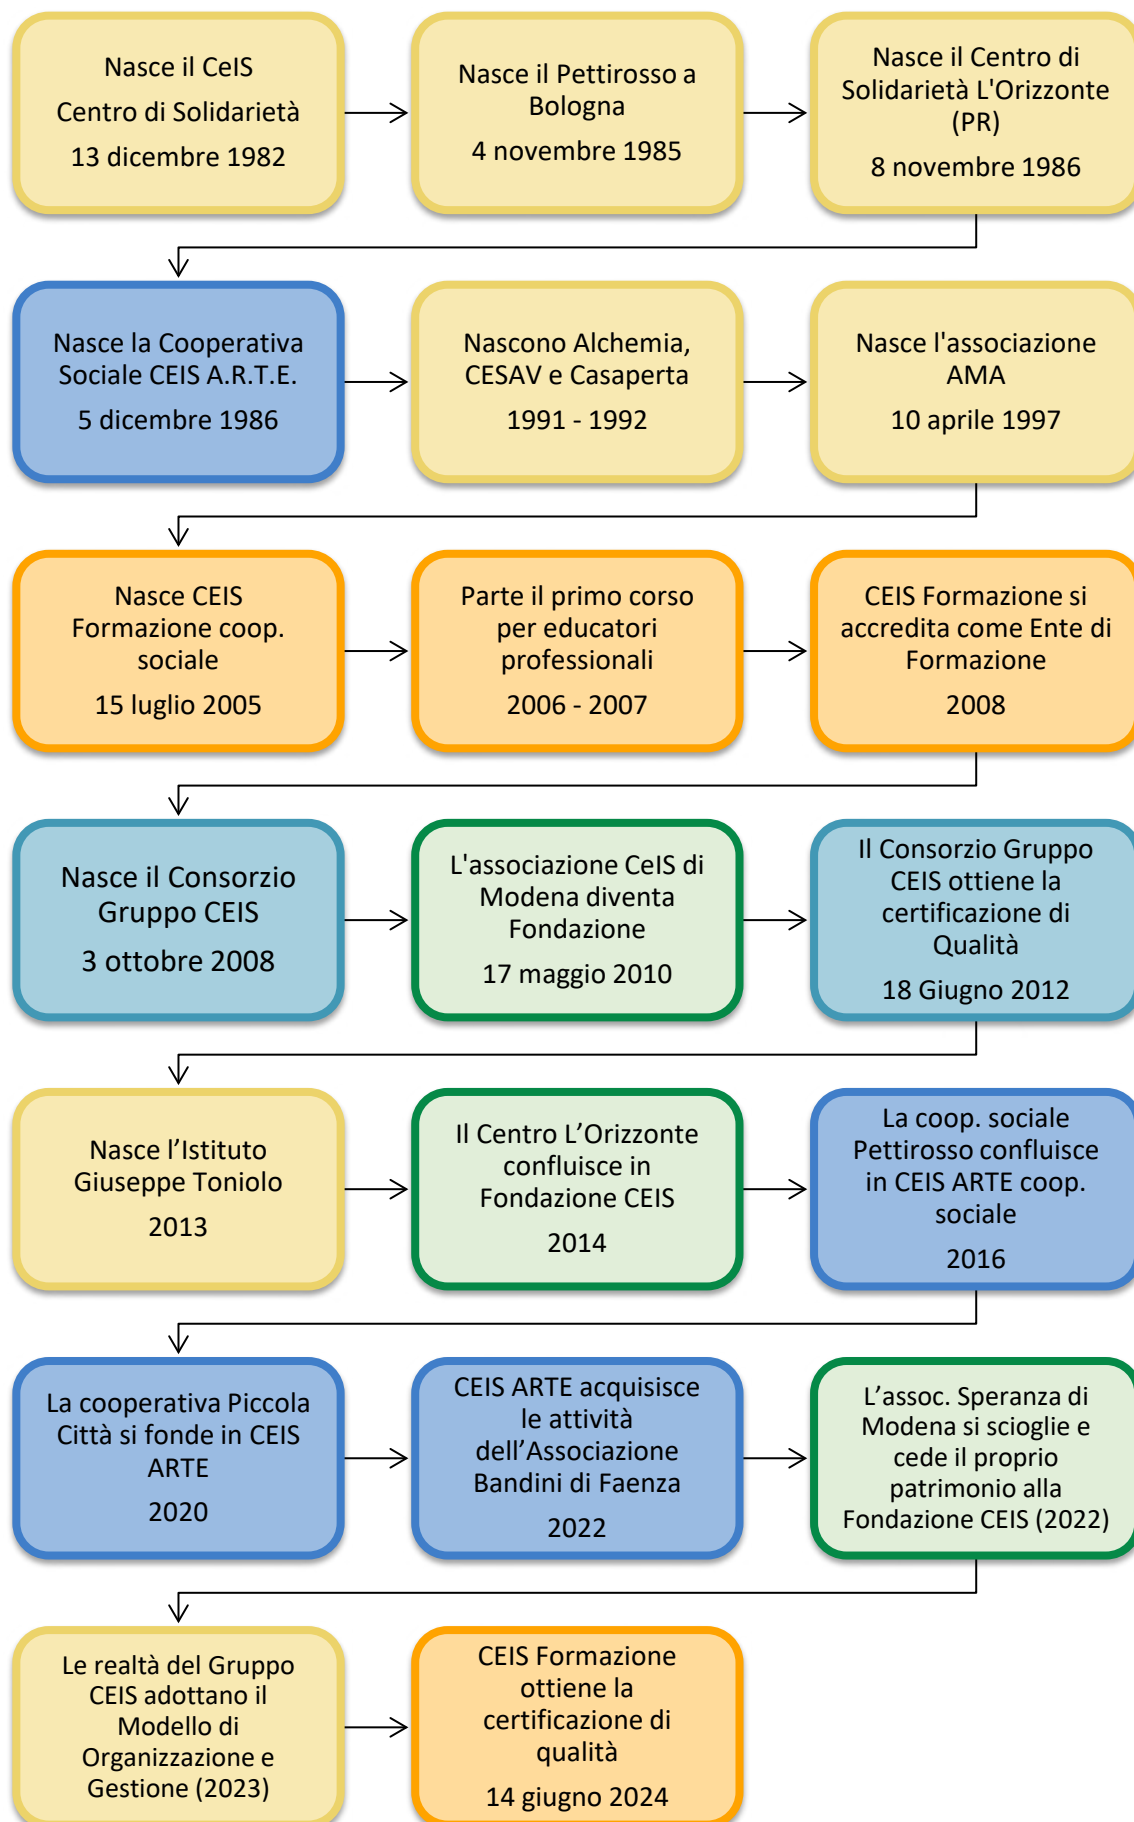 Nasce il CeIS
Centro di Solidarietà
13 dicembre 1982
Nasce il Pettirosso a
Bologna
4 novembre 1985
Nasce il Centro di
Solidarietà L'Orizzonte
(PR)
8 novembre 1986
Nasce la Cooperativa
Sociale CEIS A.R.T.E.
5 dicembre 1986
Nascono Alchemia,
CESAV e Casaperta
1991 - 1992
Nasce l'associazione
AMA
10 aprile 1997
Nasce CEIS
Formazione coop.
sociale
15 luglio 2005
Parte il primo corso
per educatori
professionali
2006 - 2007
CEIS Formazione si
accredita come Ente di
Formazione
2008
Nasce il Consorzio
Gruppo CEIS
3 ottobre 2008
L'associazione CeIS di
Modena diventa
Fondazione
17 maggio 2010
Il Consorzio Gruppo
CEIS ottiene la
certificazione di
Qualità
18 Giugno 2012
Nasce l’Istituto
Giuseppe Toniolo
2013
Il Centro L’Orizzonte
confluisce in
Fondazione CEIS
2014
La coop. sociale
Pettirosso confluisce
in CEIS ARTE coop.
sociale
2016
La cooperativa Piccola
Città si fonde in CEIS
ARTE
2020
CEIS ARTE acquisisce
le attività
dell’Associazione
Bandini di Faenza
2022
L’assoc. Speranza di
Modena si scioglie e
cede il proprio
patrimonio alla
Fondazione CEIS (2022)
Le realtà del Gruppo
CEIS adottano il
Modello di
Organizzazione e
Gestione (2023)
CEIS Formazione
ottiene la
certificazione di
qualità
14 giugno 2024